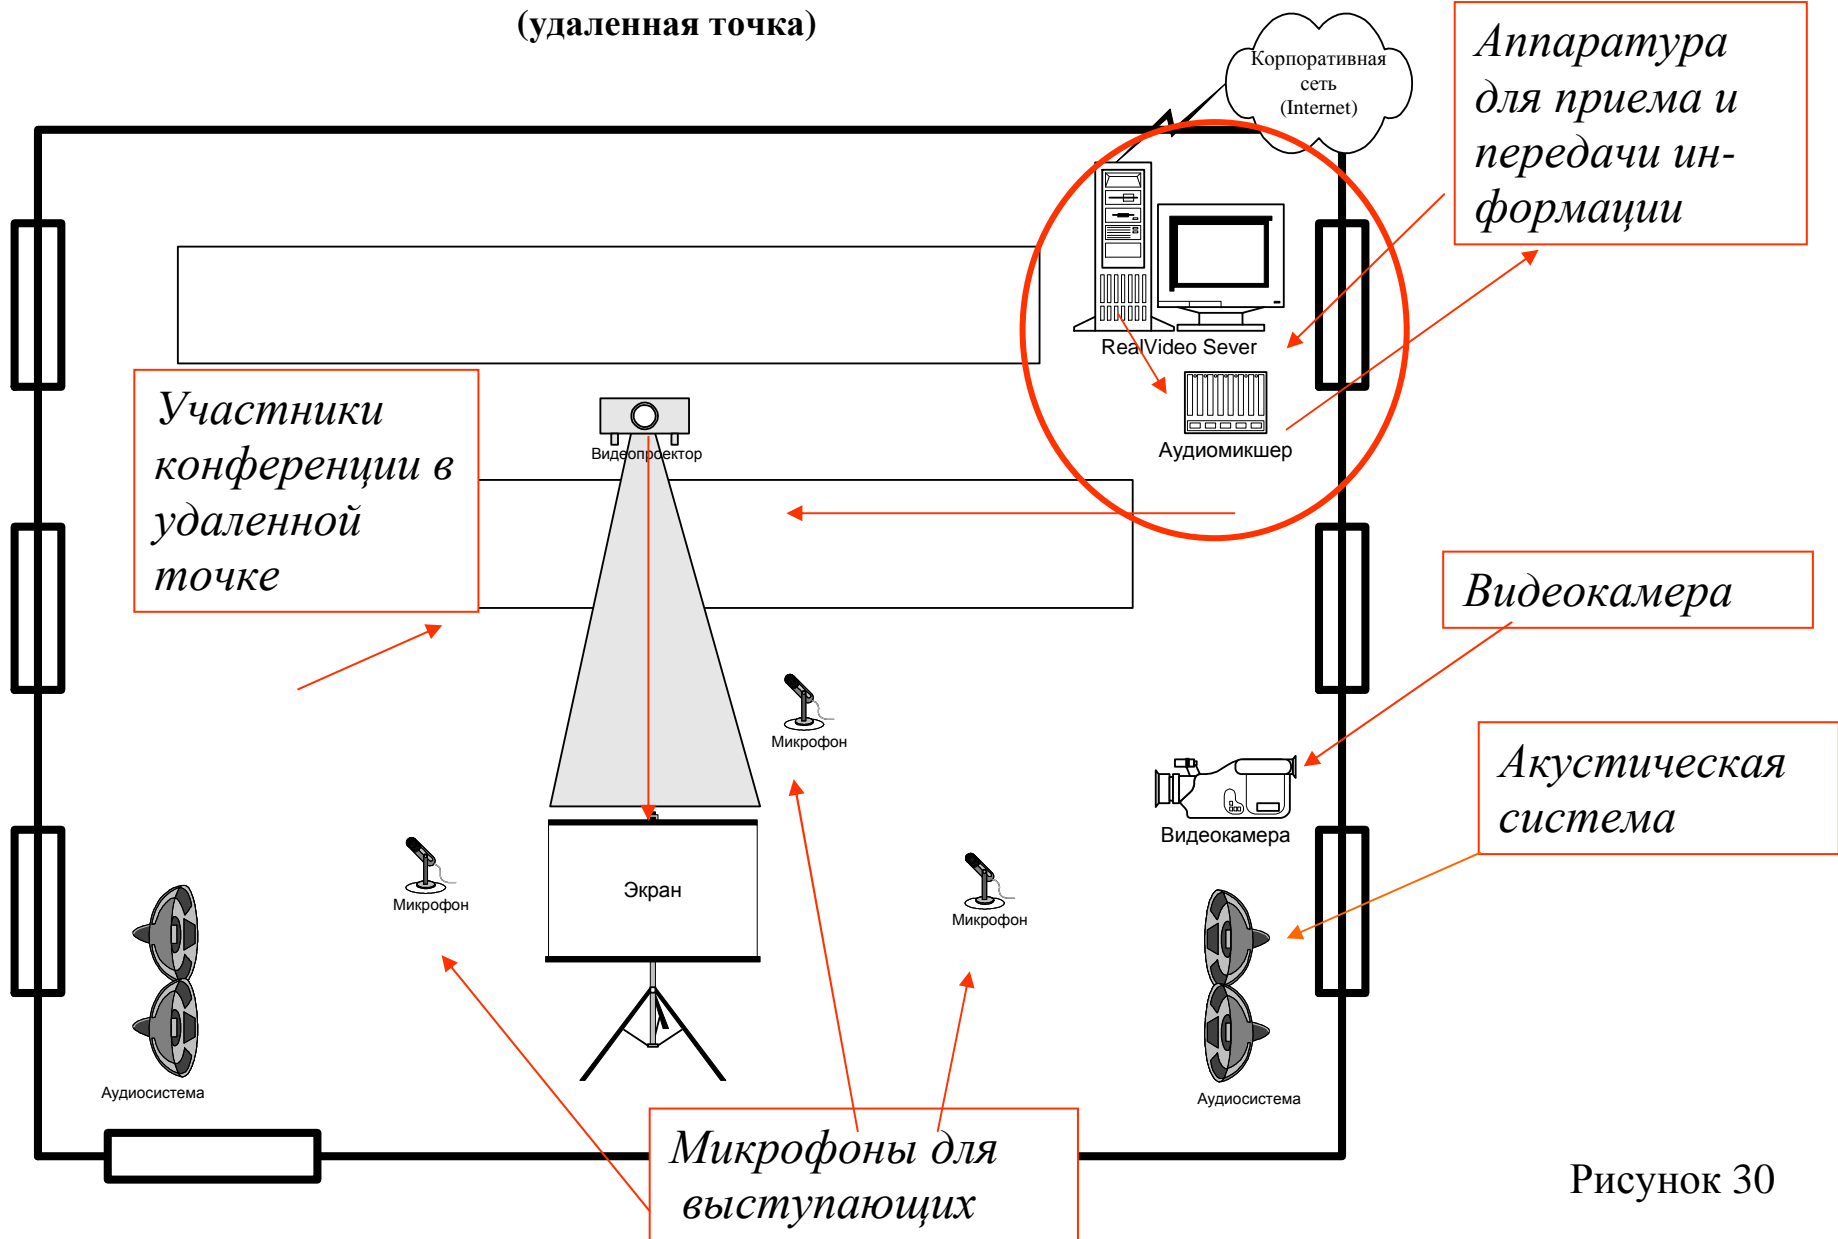 (удаленная точка)
Корпоративная
сеть
(Internet)
Аппаратура
для приема и
передачи ин-
формации
RealVideo Sever
Аудиомикшер
Участники
конференции в
удаленной
точке
Видеопроектор
Видеокамера
Микрофон
Акустическая
система
Видеокамера
Экран
Микрофон
Микрофон
Аудиосистема
Аудиосистема
Микрофоны для
выступающих
Рисунок 30